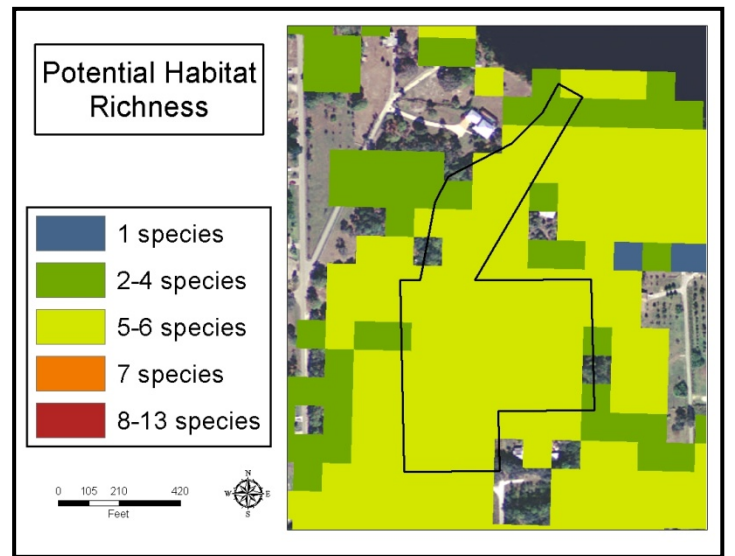 Potential Habitat
Richness
1 species
2-4 species
5-6 species
7 species
8-13 species
0 105 210 420
Feet
N
W E
S